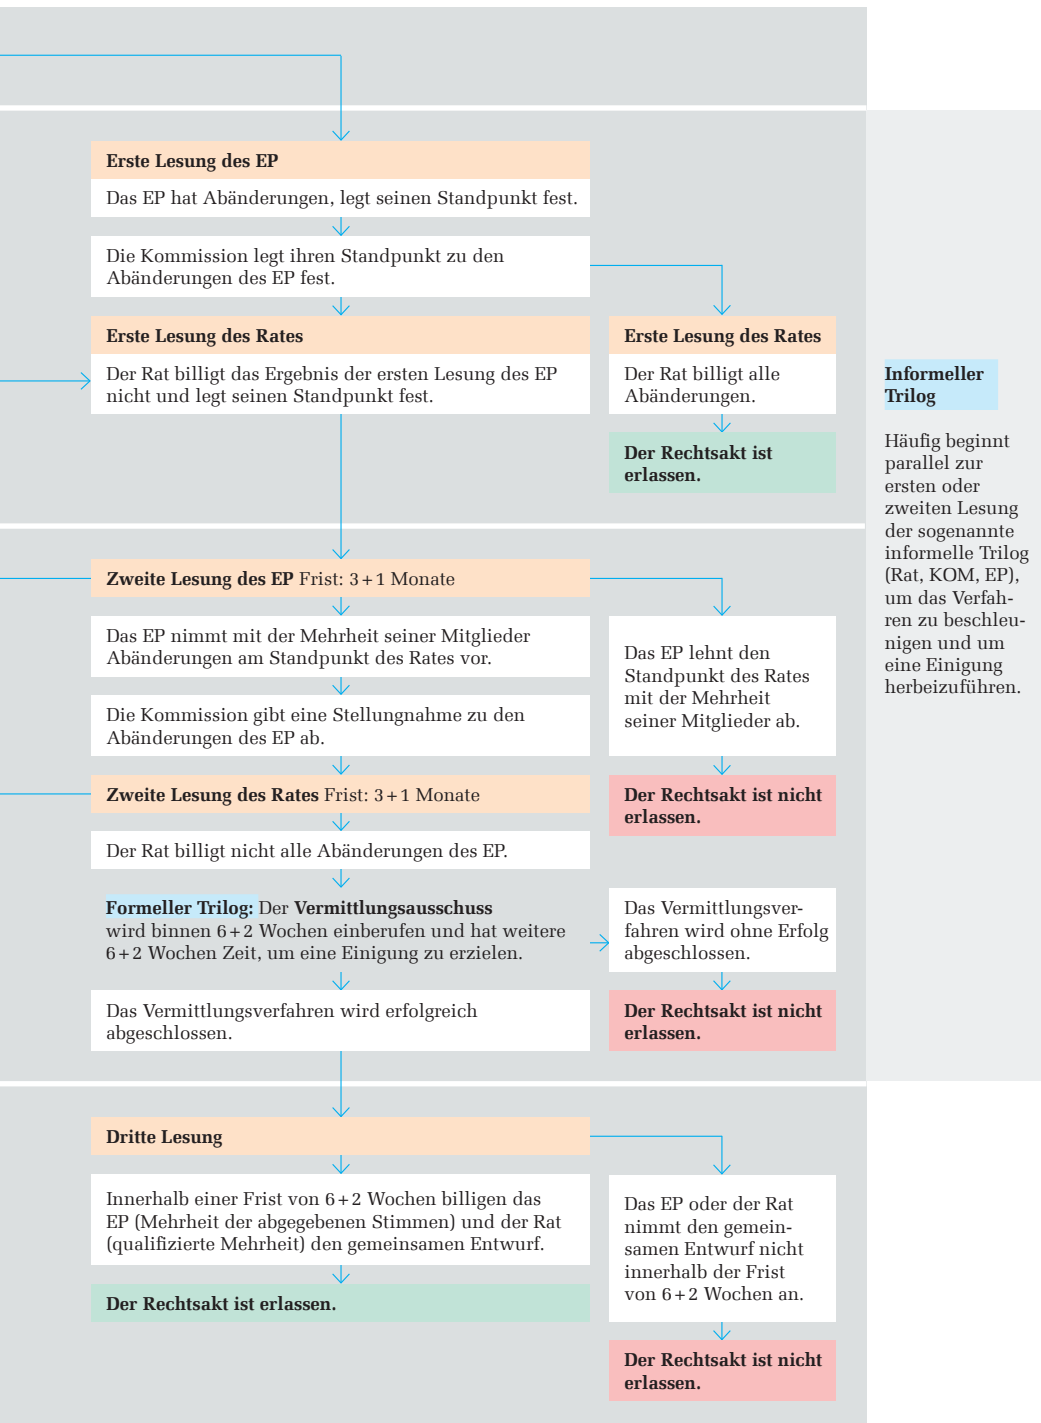 Erste Lesung des EP
Das EP hat Abänderungen, legt seinen Standpunkt fest.
Die Kommission legt ihren Standpunkt zu den
Abänderungen des EP fest.
Erste Lesung des Rates
Der Rat billigt das Ergebnis der ersten Lesung des EP
nicht und legt seinen Standpunkt fest.
Erste Lesung des Rates
Der Rat billigt alle
Abänderungen.
Der Rechtsakt ist
erlassen.
Informeller
Trilog
Häufig beginnt
parallel zur
ersten oder
zweiten Lesung
der sogenannte
informelle Trilog
(Rat, KOM, EP),
um das Verfah-
ren zu beschleu-
nigen und um
eine Einigung
herbeizuführen.
Zweite Lesung des EP Frist: 3+1 Monate
Das EP nimmt mit der Mehrheit seiner Mitglieder
Abänderungen am Standpunkt des Rates vor.
Die Kommission gibt eine Stellungnahme zu den
Abänderungen des EP ab.
Das EP lehnt den
Standpunkt des Rates
mit der Mehrheit
seiner Mitglieder ab.
Der Rechtsakt ist nicht
erlassen.
Zweite Lesung des Rates Frist: 3+1 Monate
Der Rat billigt nicht alle Abänderungen des EP.
Formeller Trilog: Der Vermittlungsausschuss
wird binnen 6+2 Wochen einberufen und hat weitere
6+2 Wochen Zeit, um eine Einigung zu erzielen.
Das Vermittlungsver-
fahren wird ohne Erfolg
abgeschlossen.
Der Rechtsakt ist nicht
erlassen.
Das Vermittlungsverfahren wird erfolgreich
abgeschlossen.
Dritte Lesung
Innerhalb einer Frist von 6+2 Wochen billigen das
EP (Mehrheit der abgegebenen Stimmen) und der Rat
(qualifizierte Mehrheit) den gemeinsamen Entwurf.
Der Rechtsakt ist erlassen.
Das EP oder der Rat
nimmt den gemein-
samen Entwurf nicht
innerhalb der Frist
von 6+2 Wochen an.
Der Rechtsakt ist nicht
erlassen.